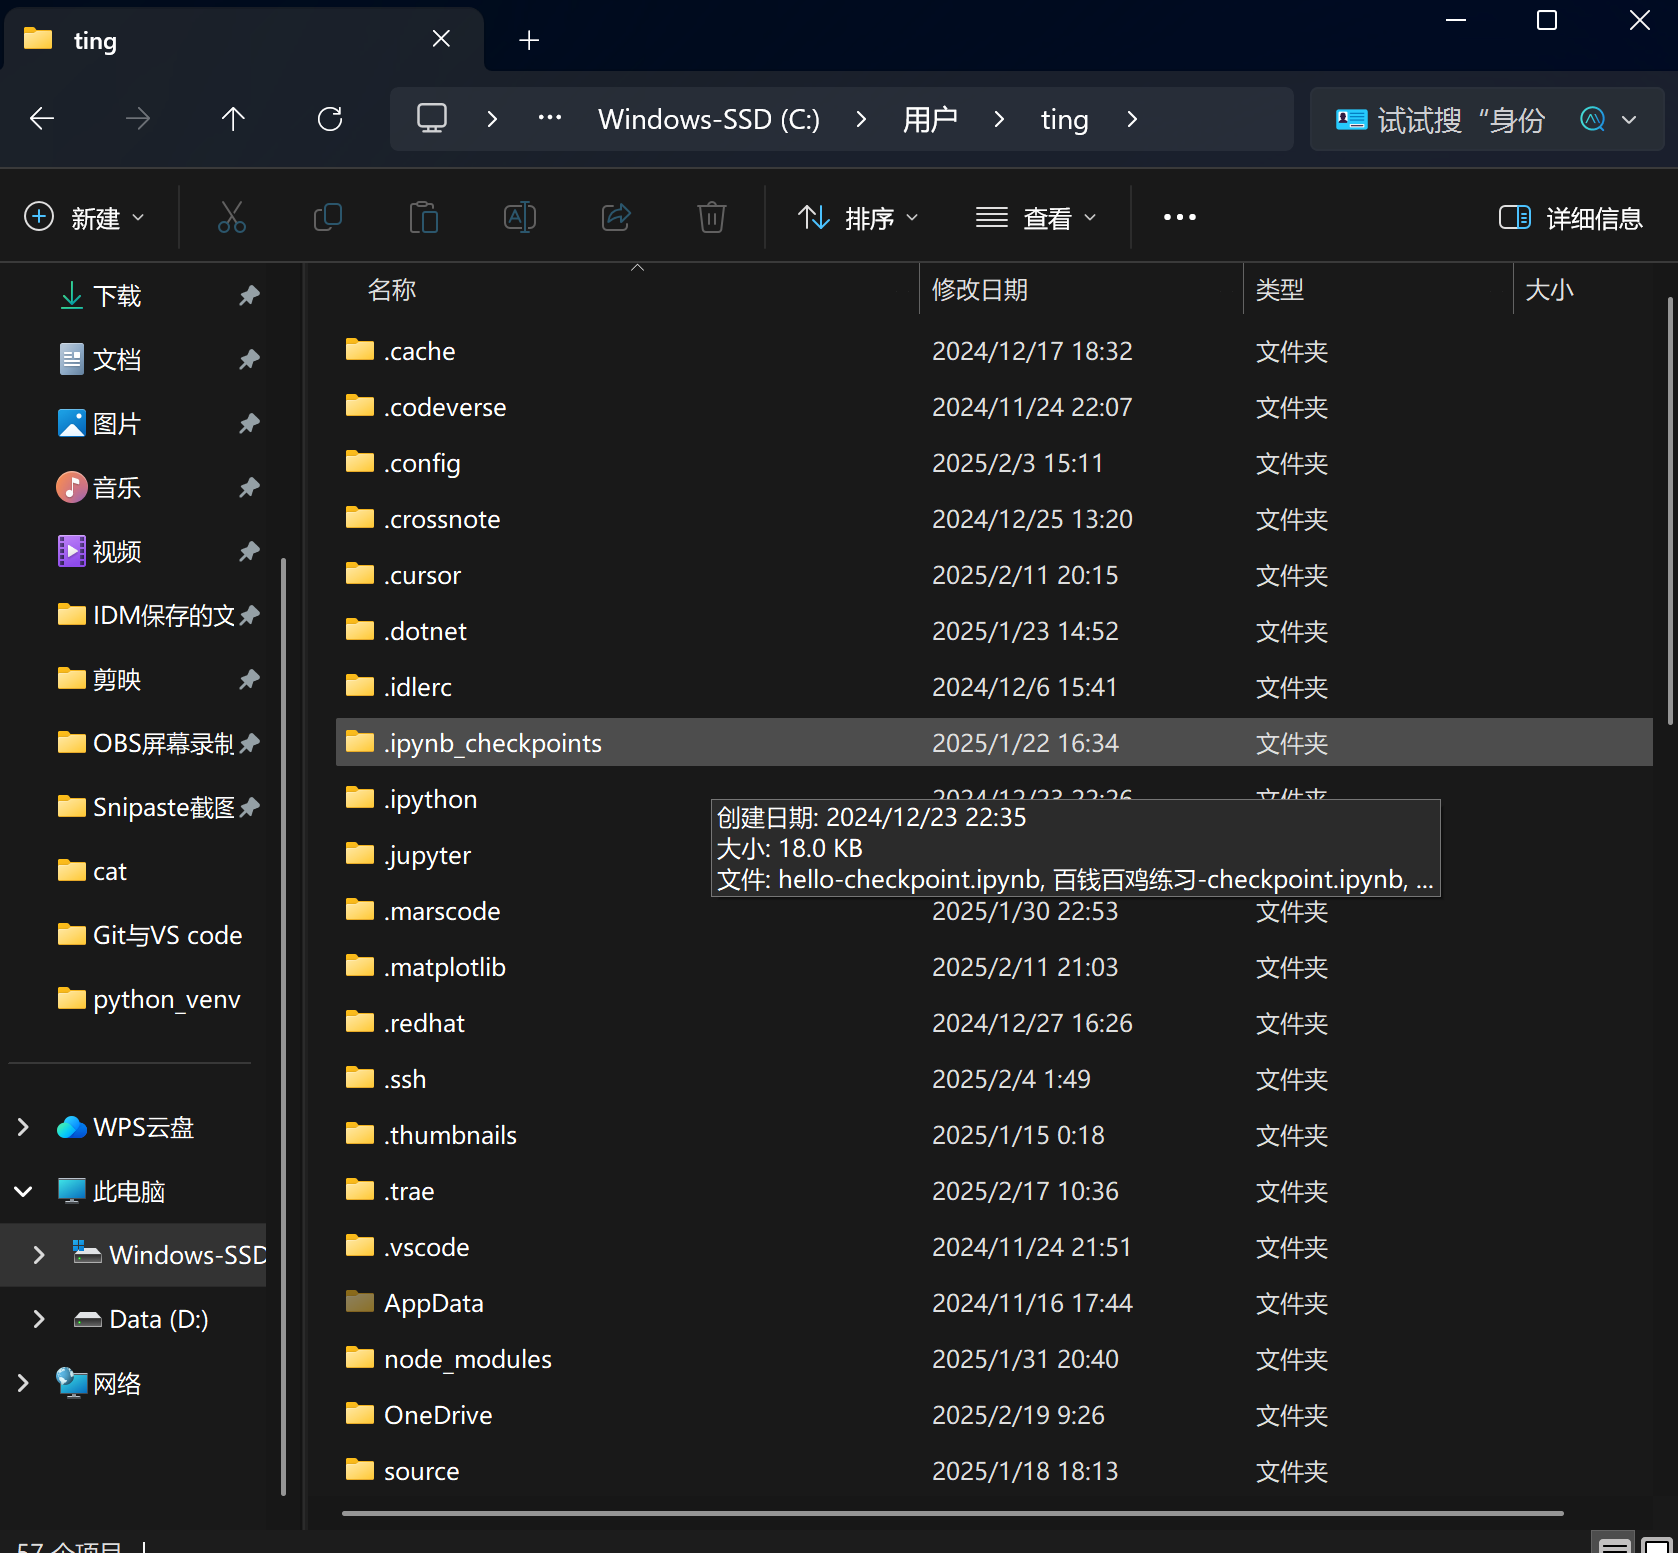 ting
Windows-SSD (C:) 用户 ting
试试搜 “身份
新建 排序 查看 详细信息
下载
文档
图片
音乐
视频
IDM保存的文
剪映
OBS屏幕录制
Snipaste截图
cat
Git与VS code
python_venv
WPS云盘
此电脑
Windows-SSD
Data (D:)
网络
名称 修改日期 类型 大小
.cache 2024/12/17 18:32 文件夹
.codeverse 2024/11/24 22:07 文件夹
.config 2025/2/3 15:11 文件夹
.crossnote 2024/12/25 13:20 文件夹
.cursor 2025/2/11 20:15 文件夹
.dotnet 2025/1/23 14:52 文件夹
.idlerc 2024/12/6 15:41 文件夹
.ipynb_checkpoints 2025/1/22 16:34 文件夹
.ipython 2024/12/23 22:26 文件夹
创建日期: 2024/12/23 22:35
大小: 18.0 KB
文件: hello-checkpoint.ipynb, 百钱百鸡练习-checkpoint.ipynb, ...
.jupyter
.marscode 2025/1/30 22:53 文件夹
.matplotlib 2025/2/11 21:03 文件夹
.redhat 2024/12/27 16:26 文件夹
.ssh 2025/2/4 1:49 文件夹
.thumbnails 2025/1/15 0:18 文件夹
.trae 2025/2/17 10:36 文件夹
.vscode 2024/11/24 21:51 文件夹
AppData 2024/11/16 17:44 文件夹
node_modules 2025/1/31 20:40 文件夹
OneDrive 2025/2/19 9:26 文件夹
source 2025/1/18 18:13 文件夹
57 个项目